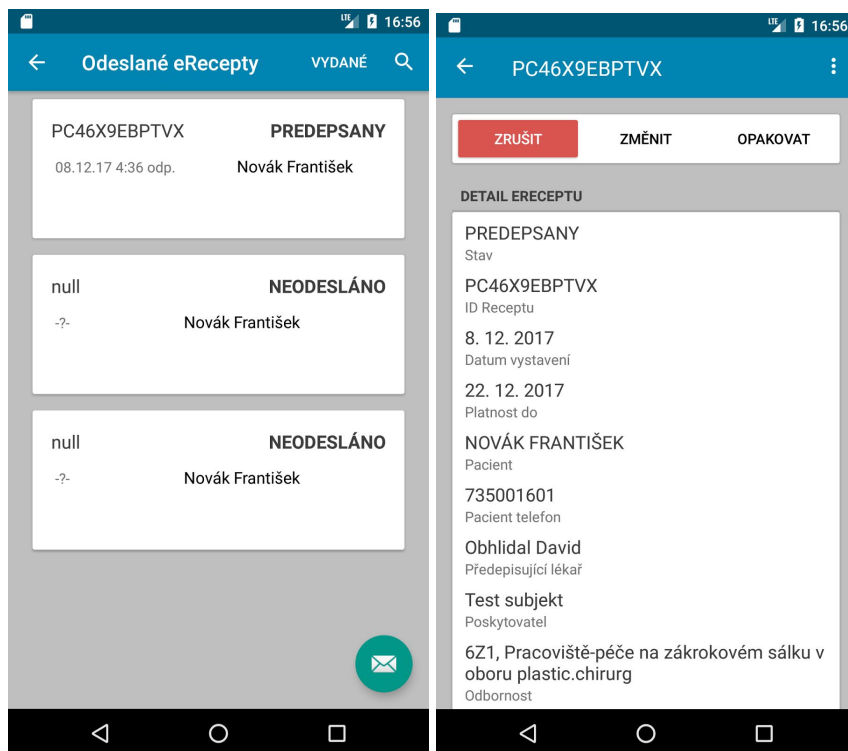 LTE 16:56
Odeslané eRecepty VYDANÉ
PC46X9EBPTVX PREDEPSANY
08.12.17 4:36 odp. Novák František
null NEODESLÁNO
-?- Novák František
null NEODESLÁNO
-?- Novák František
LTE 16:56
PC46X9EBPTVX
ZRUŠIT ZMĚNIT OPAKOVAT
DETAIL ERECEPTU
PREDEPSANY
Stav
PC46X9EBPTVX
ID Receptu
8. 12. 2017
Datum vystavení
22. 12. 2017
Platnost do
NOVÁK FRANTIŠEK
Pacient
735001601
Pacient telefon
Obhlidal David
Předepisující lékař
Test subjekt
Poskytovatel
6Z1, Pracoviště-péče na zákrokovém sálku v
oboru plastic.chirurg
Odbornost